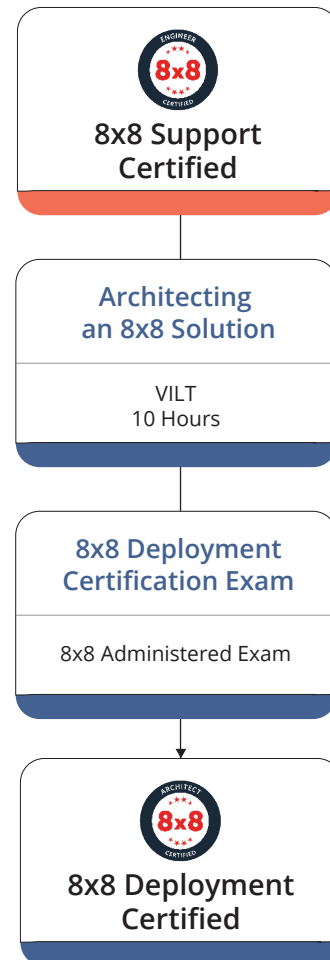 ENGINEER
8x8
CERTIFIED
8x8 Support
Certified
Architecting
an 8x8 Solution
VILT
10 Hours
8x8 Deployment
Certification Exam
8x8 Administered Exam
ARCHITECT
8x8
CERTIFIED
8x8 Deployment
Certified